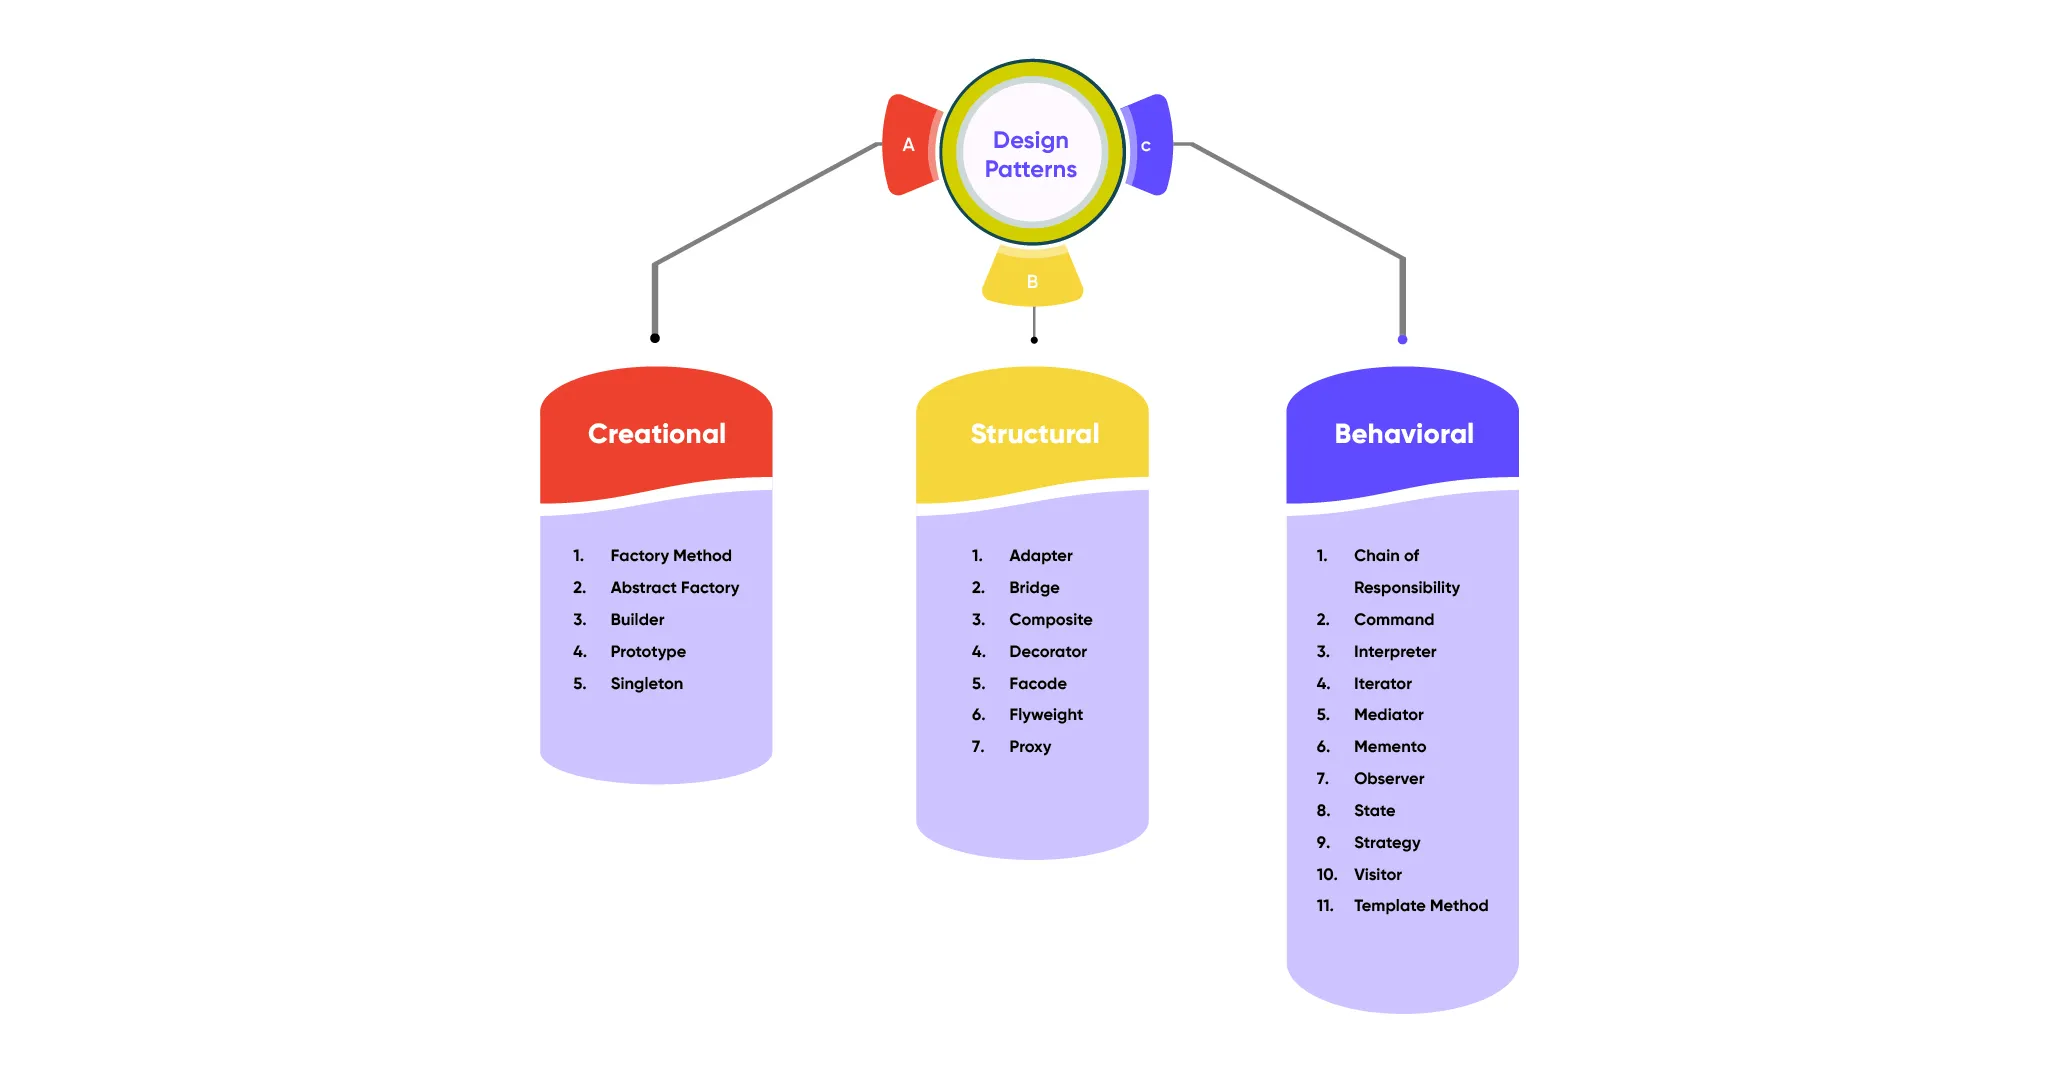 Design
Patterns
A
B
c
Creational
1. Factory Method
2. Abstract Factory
3. Builder
4. Prototype
5. Singleton
Structural
1. Adapter
2. Bridge
3. Composite
4. Decorator
5. Facode
6. Flyweight
7. Proxy
Behavioral
1. Chain of
Responsibility
2. Command
3. Interpreter
4. Iterator
5. Mediator
6. Memento
7. Observer
8. State
9. Strategy
10. Visitor
11. Template Method